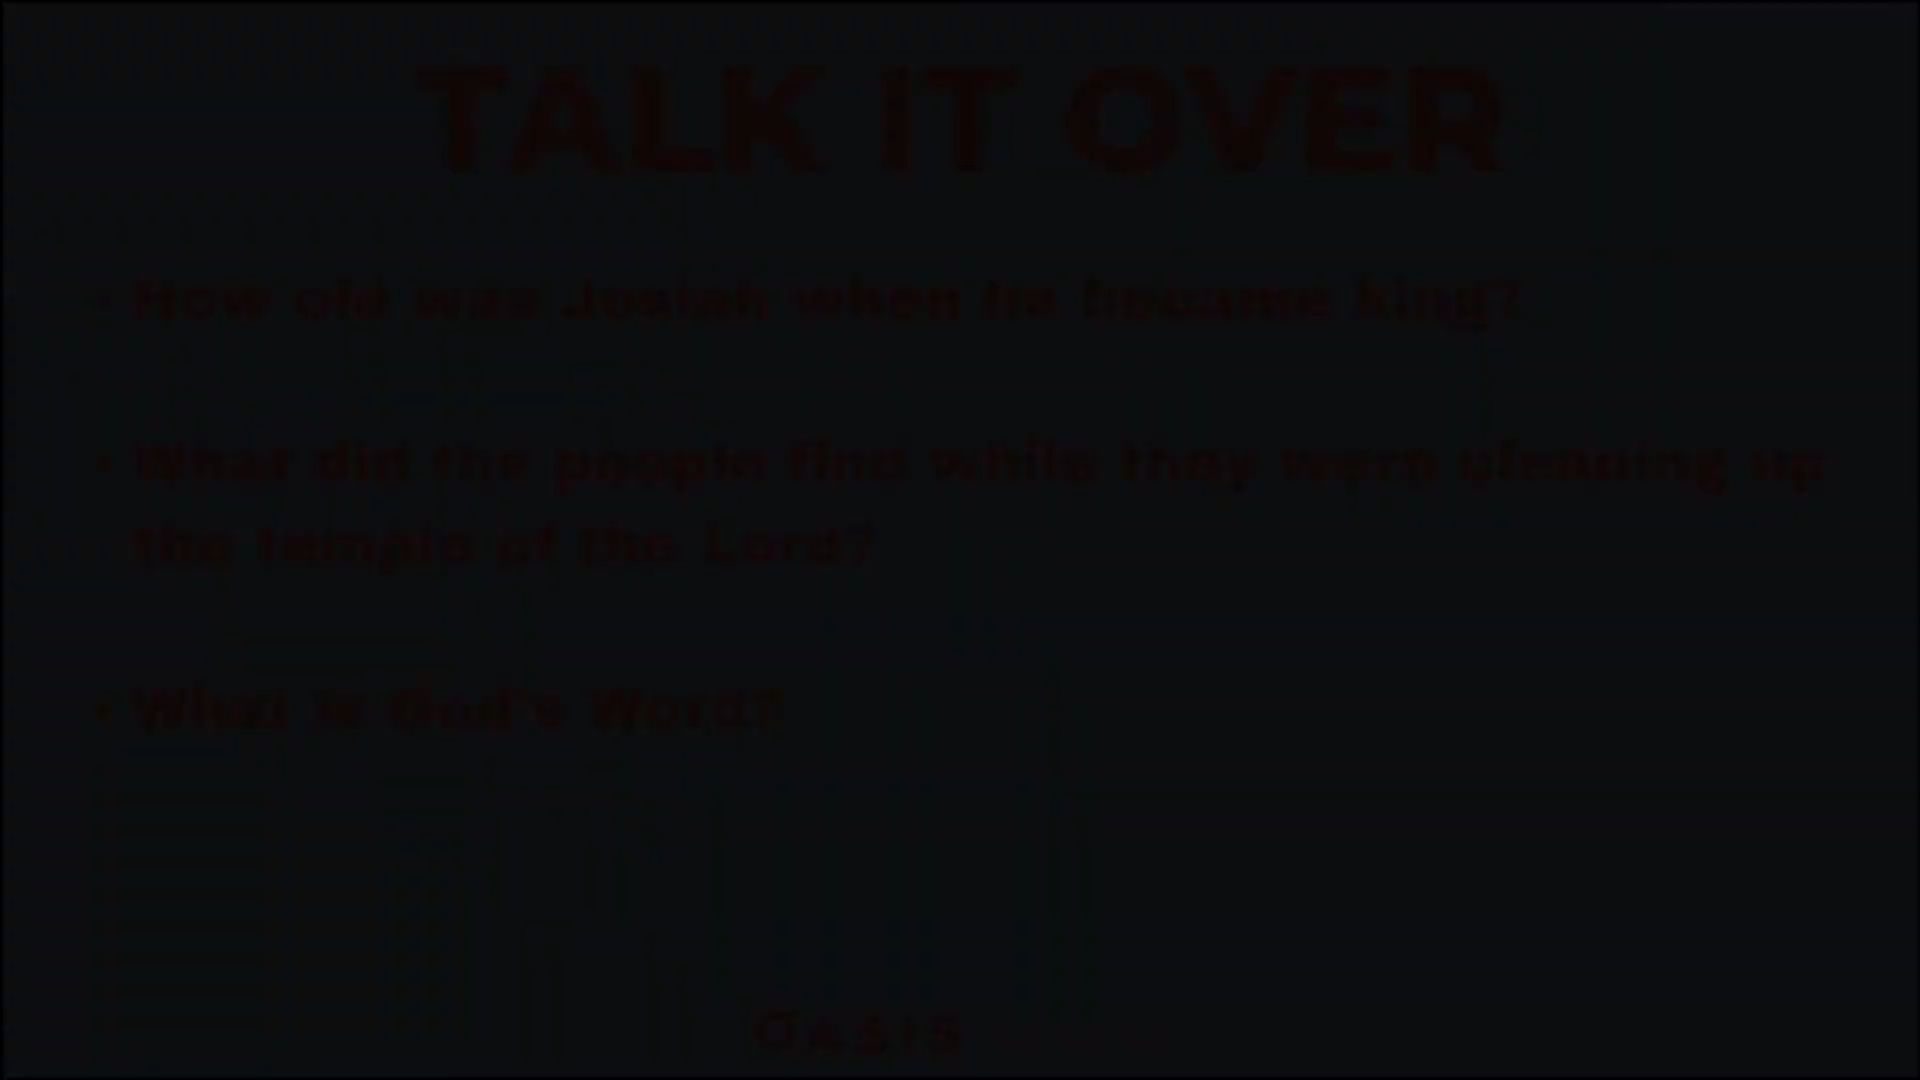 TALK IT OVER
• How old was Josiah when he became king?
• What did the people find while they were cleaning up
the temple of the Lord?
• What is God's Word?
OASIS